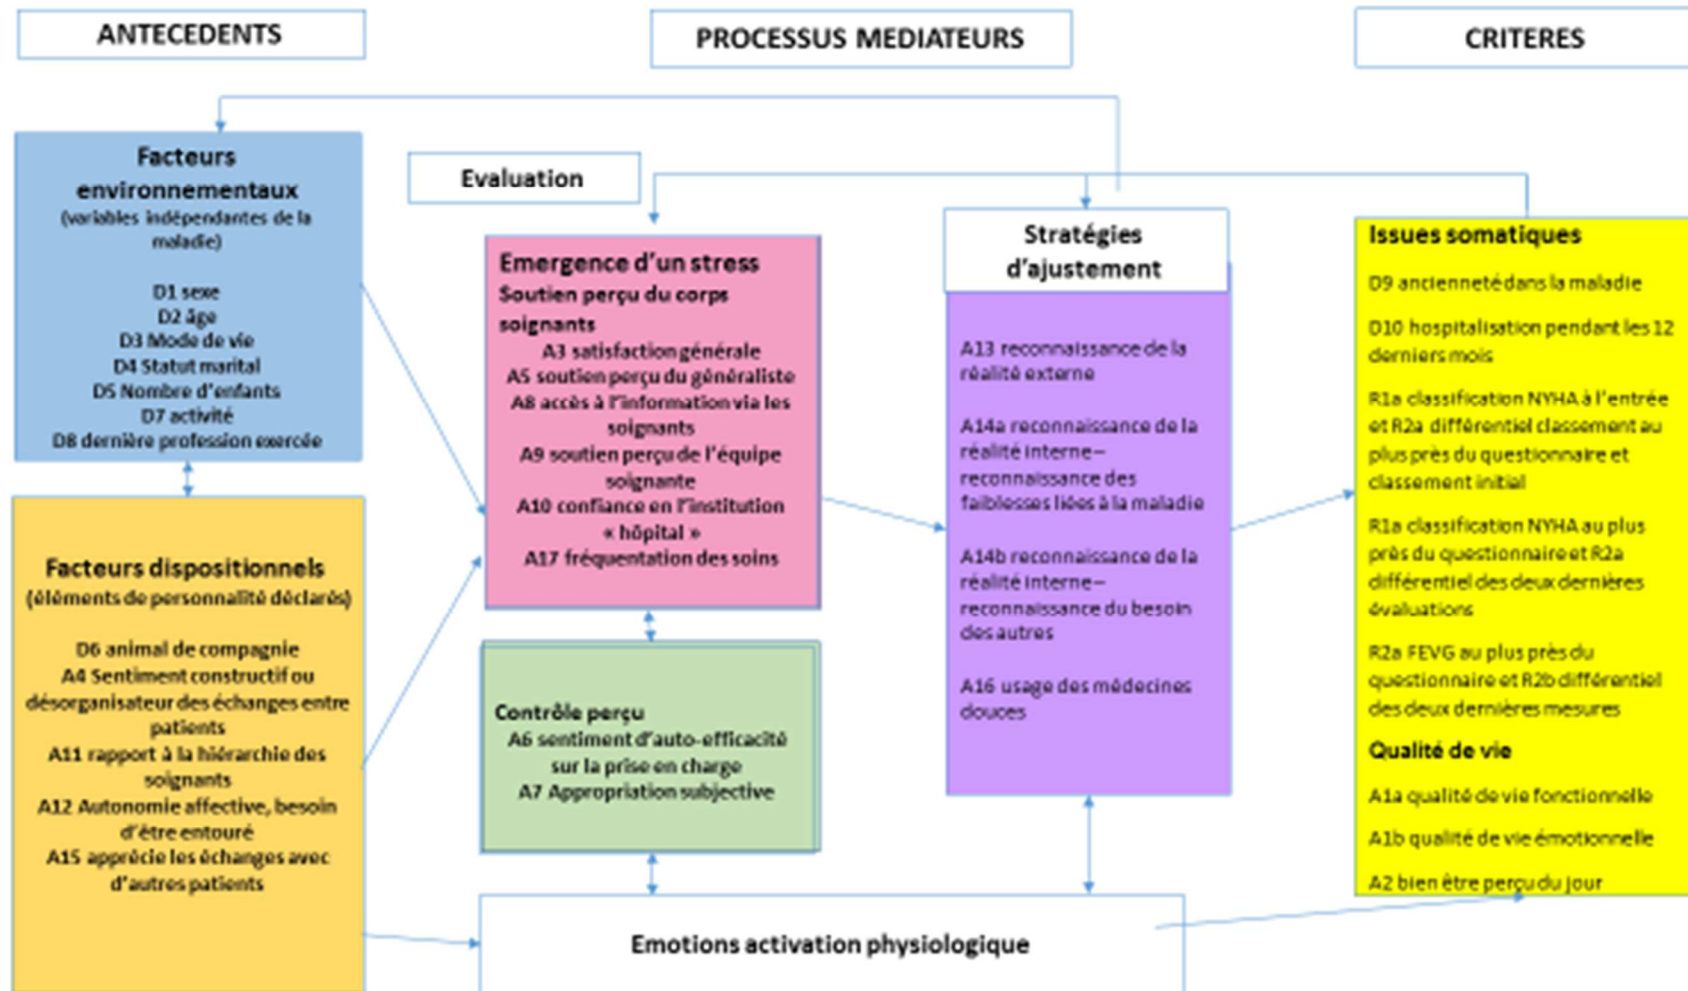 ANTECEDENTS
PROCESSUS MEDIATEURS
CRITERES
Facteurs
environnementaux
(variables indépendantes de la
maladie)
D1 sexe
D2 âge
D3 Mode de vie
D4 Statut marital
D5 Nombre d'enfants
D7 activité
D8 dernière profession exercée
Facteurs dispositionnels
(éléments de personnalité déclarés)
D6 animal de compagnie
A4 Sentiment constructif ou
désorganisateur des échanges entre
patients
A11 rapport à la hiérarchie des
soignants
A12 Autonomie affective, besoin
d'être entouré
A15 apprécie les échanges avec
d'autres patients
Evaluation
Emergence d'un stress
Soutien perçu du corps
soignants
A3 satisfaction générale
A5 soutien perçu du généraliste
A8 accès à l'information via les
soignants
A9 soutien perçu de l'équipe
soignante
A10 confiance en l'institution
« hôpital »
A17 fréquentation des soins
Contrôle perçu
A6 sentiment d'auto-efficacité
sur la prise en charge
A7 Appropriation subjective
Stratégies
d'ajustement
A13 reconnaissance de la
réalité externe
A14a reconnaissance de la
réalité interne–
reconnaissance des
faiblesses liées à la maladie
A14b reconnaissance de la
réalité interne–
reconnaissance du besoin
des autres
A16 usage des médecines
douces
Emotions activation physiologique
Issues somatiques
D9 ancienneté dans la maladie
D10 hospitalisation pendant les 12
derniers mois
R1a classification NYHA à l'entrée
et R2a différentiel classement au
plus près du questionnaire et
classement initial
R1a classification NYHA au plus
près du questionnaire et R2a
différentiel des deux dernières
évaluations
R2a FEVG au plus près du
questionnaire et R2b différentiel
des deux dernières mesures
Qualité de vie
A1a qualité de vie fonctionnelle
A1b qualité de vie émotionnelle
A2 bien être perçu du jour